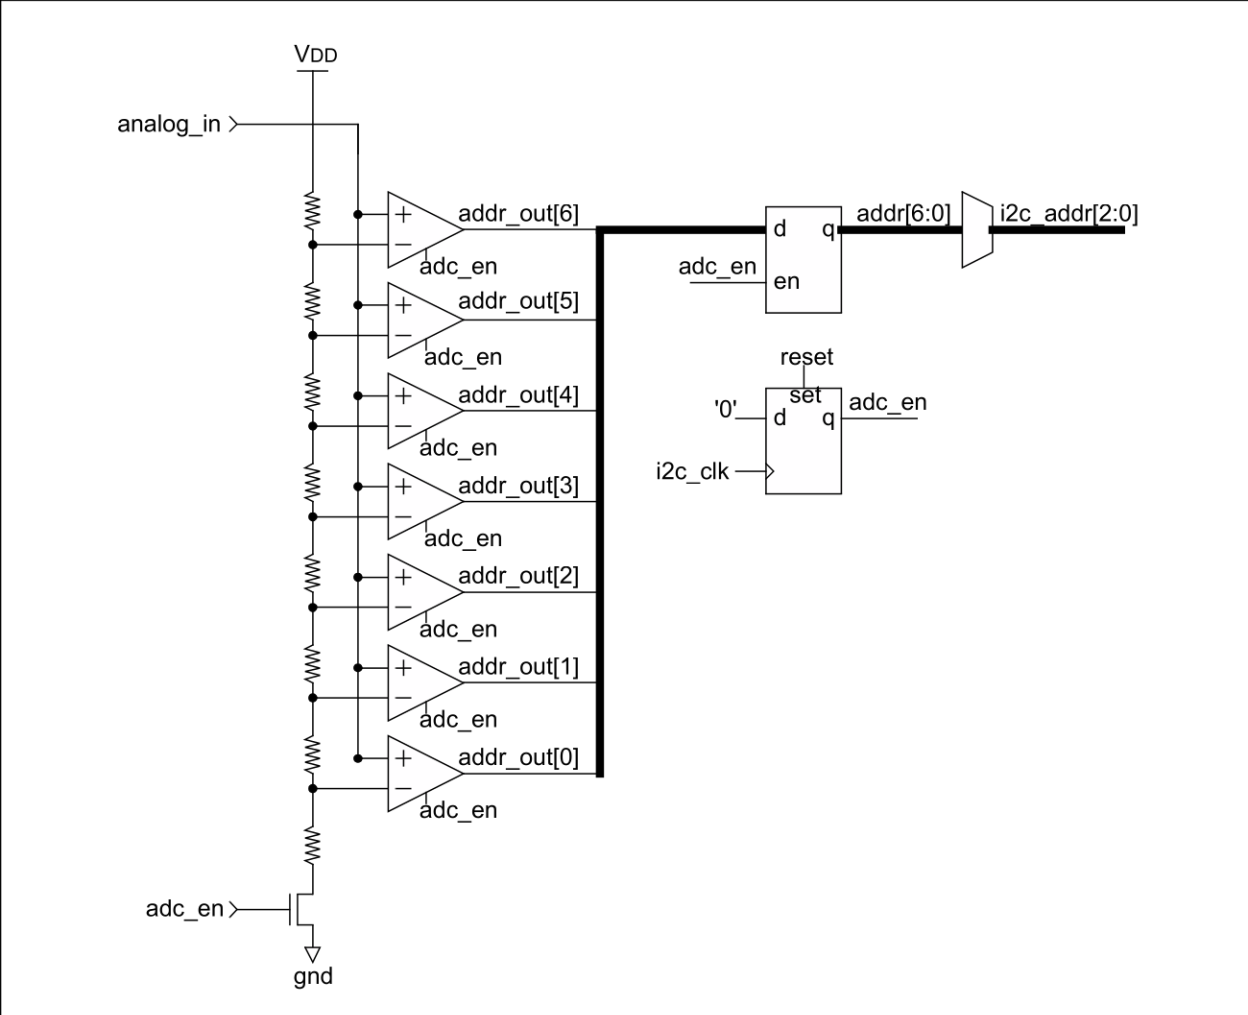 VDD
analog_in
+
addr_out[6]
−
adc_en
+
addr_out[5]
−
adc_en
+
addr_out[4]
−
adc_en
+
addr_out[3]
−
adc_en
+
addr_out[2]
−
adc_en
+
addr_out[1]
−
adc_en
+
addr_out[0]
−
adc_en
adc_en
gnd
d q
adc_en
en
addr[6:0]
i2c_addr[2:0]
reset
set
'0'
d q
adc_en
i2c_clk